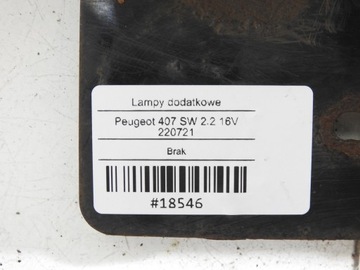 Lampy dodatkowe
Peugeot 407 SW 2.2 16V
220721
Brak
#18546